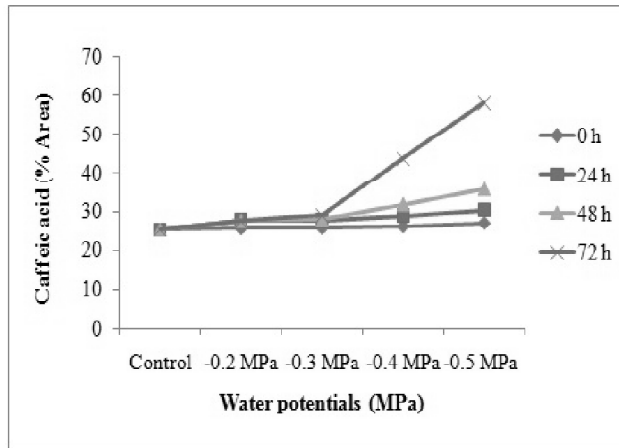 70
60
50
40
30
20
10
0
Caffeic acid (% Area)
Control -0.2 MPa -0.3 MPa -0.4 MPa -0.5 MPa
Water potentials (MPa)
0 h
24 h
48 h
72 h